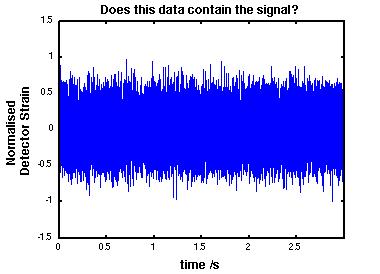 Does this data contain the signal?
1.5
1
0.5
0
-0.5
-1
-1.5
Normalised
Detector Strain
0 0.5 1 1.5 2 2.5
time /s